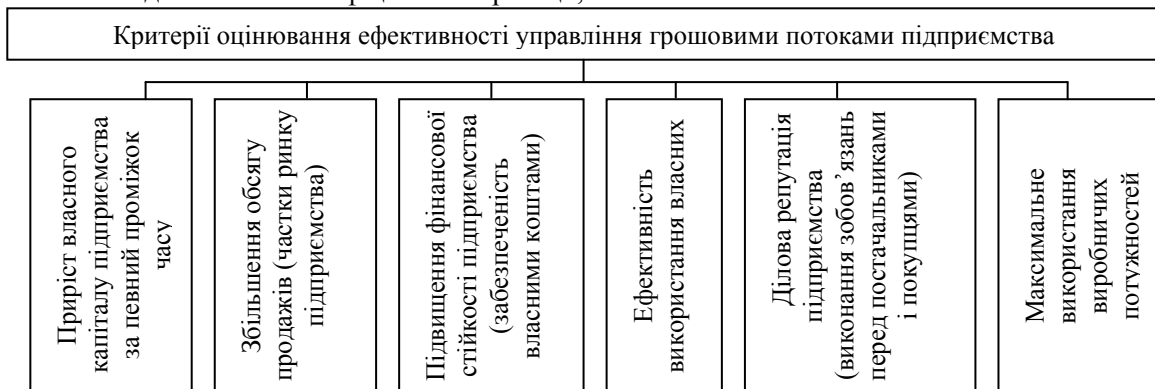 Критерії оцінювання ефективності управління грошовими потоками підприємства
Приріст власного
капіталу підприємства
за певний проміжок
часу
Збільшення обсягу
продажів (частки ринку
підприємства)
Підвищення фінансової
стійкості підприємства
(забезпеченість
власними коштами)
Ефективність
використання власних
Ділова репутація
підприємства
(виконання зобов’язань
перед постачальниками
і покупцями)
Максимальне
використання
виробничих
потужностей